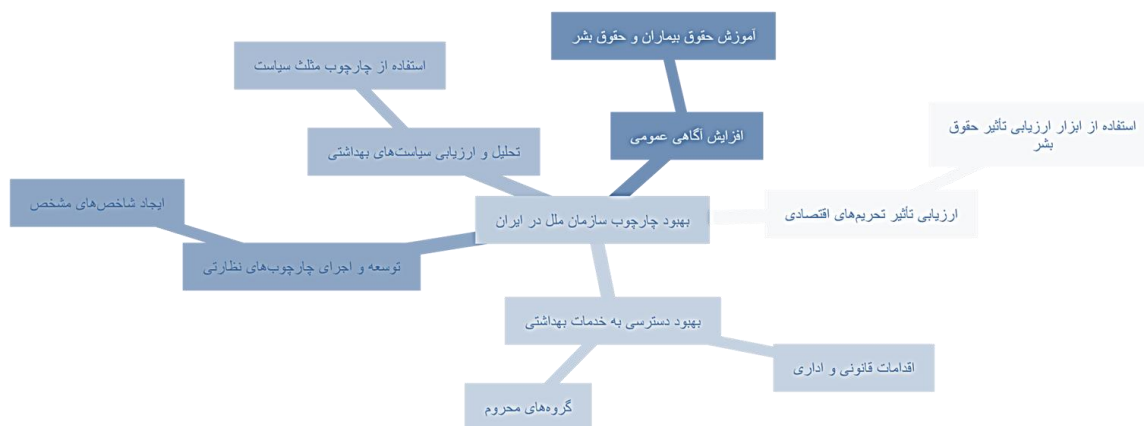 آموزش حقوق بیماران و حقوق بشر
استفاده از چارچوب مثلث سیاست
افزایش آگاهی عمومی
استفاده از ابزار ارزیابی تأثیر حقوق
بشر
تحلیل و ارزیابی سیاست‌های بهداشتی
ایجاد شاخص‌های مشخص
ارزیابی تأثیر تحریم‌های اقتصادی
بهبود چارچوب سازمان ملل در ایران
توسعه و اجرای چارچوب‌های نظارتی
بهبود دسترسی به خدمات بهداشتی
اقدامات قانونی و اداری
گروه‌های محروم